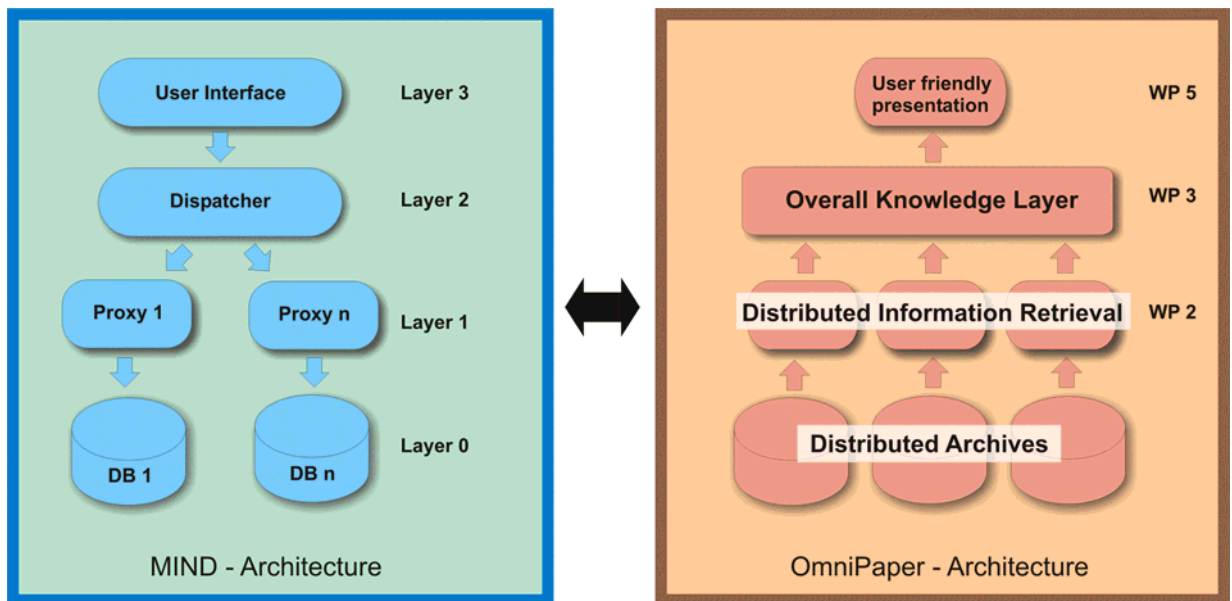 User Interface
Layer 3
Dispatcher
Layer 2
Proxy 1
Proxy n
Layer 1
DB 1
DB n
Layer 0
MIND - Architecture
User friendly
presentation
WP 5
Overall Knowledge Layer
WP 3
Distributed Information Retrieval
WP 2
Distributed Archives
OmniPaper - Architecture